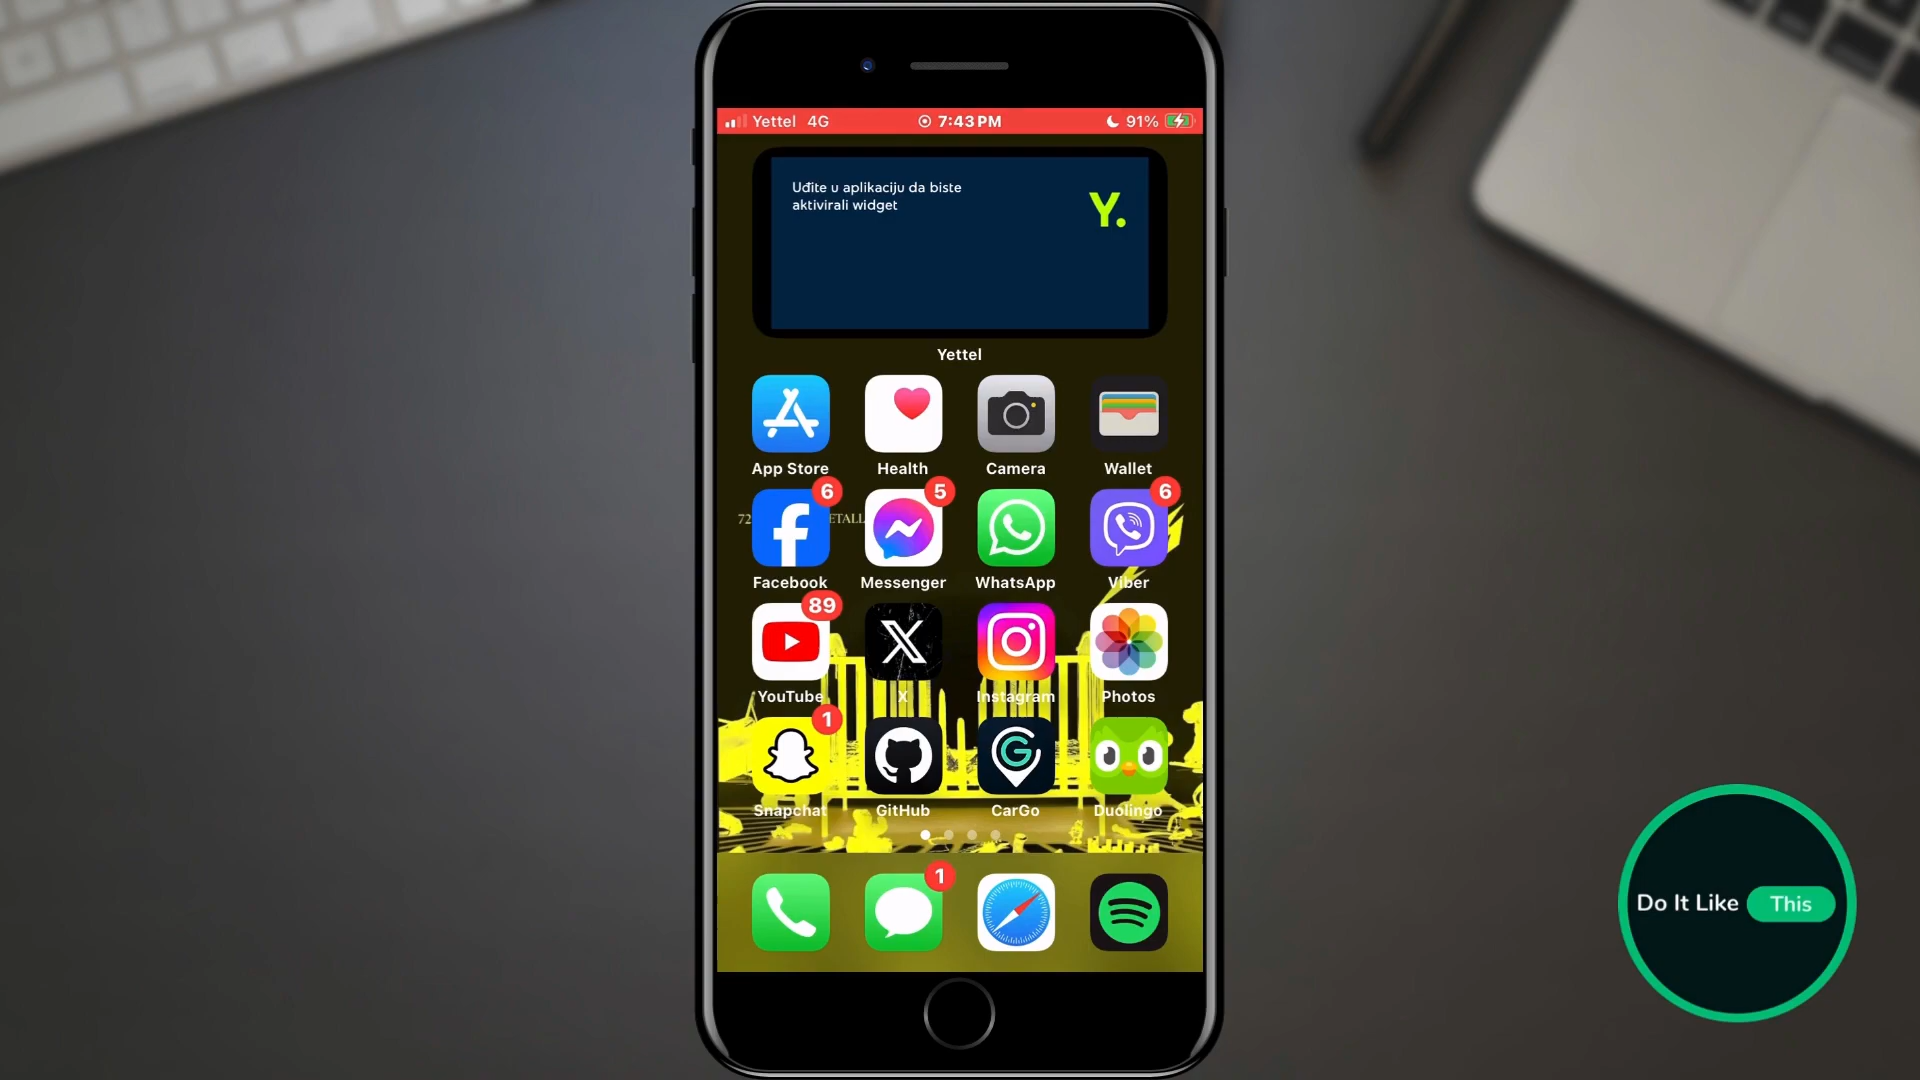 Yettel 4G 7:43 PM 91%
Uđite u aplikaciju da biste
aktivirali widget
Y.
Yettel
App Store Health Camera Wallet
6 5 6
72 ETALL
Facebook Messenger WhatsApp Viber
89
YouTube X Instagram Photos
1
Snapchat GitHub CarGo Duolingo
1
Do It Like This